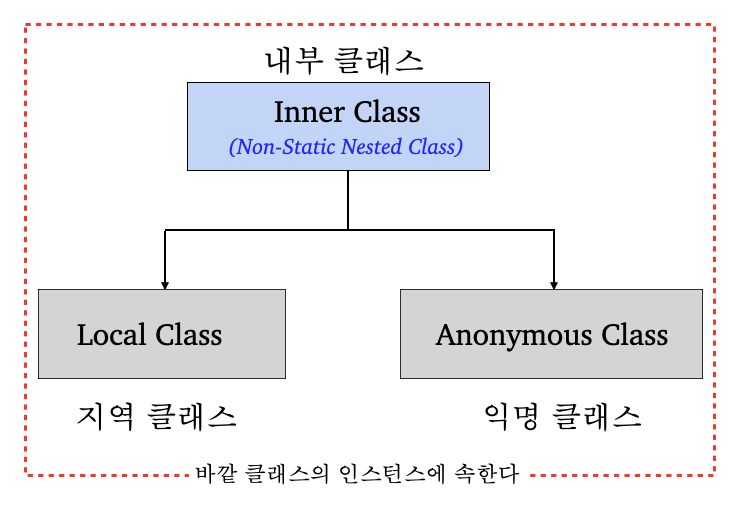 내부 클래스
Inner Class
(Non-Static Nested Class)
Local Class
Anonymous Class
지역 클래스
익명 클래스
바깥 클래스의 인스턴스에 속한다